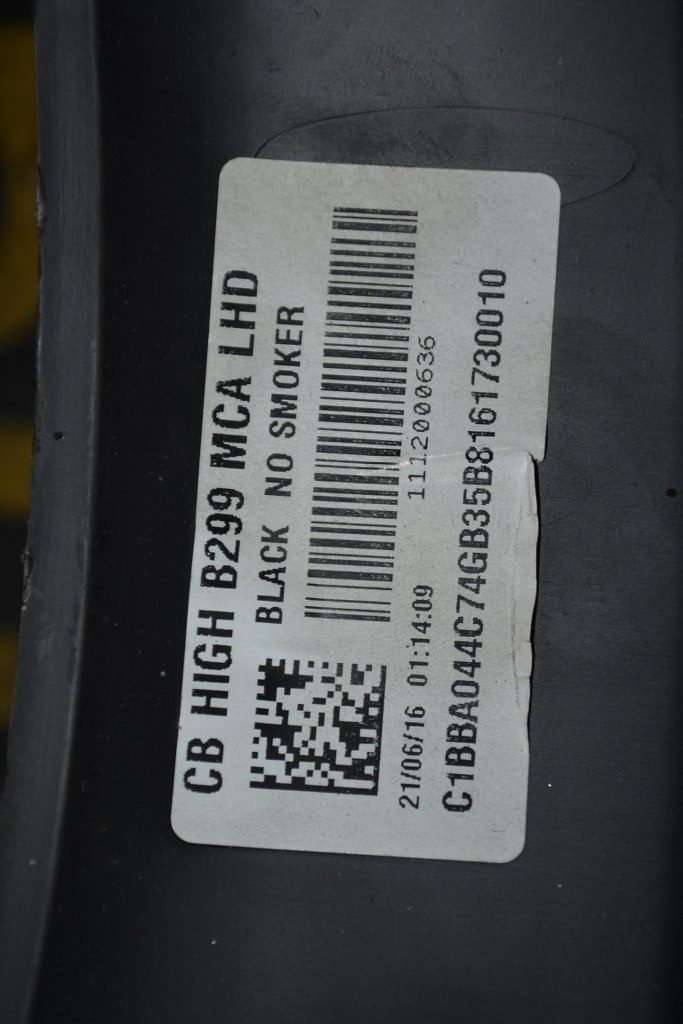 CB HIGH B299 MCA LHD
BLACK NO SMOKER
1112000636
21/06/16 01:14:09
C1BBA044C74GB35B8161730010